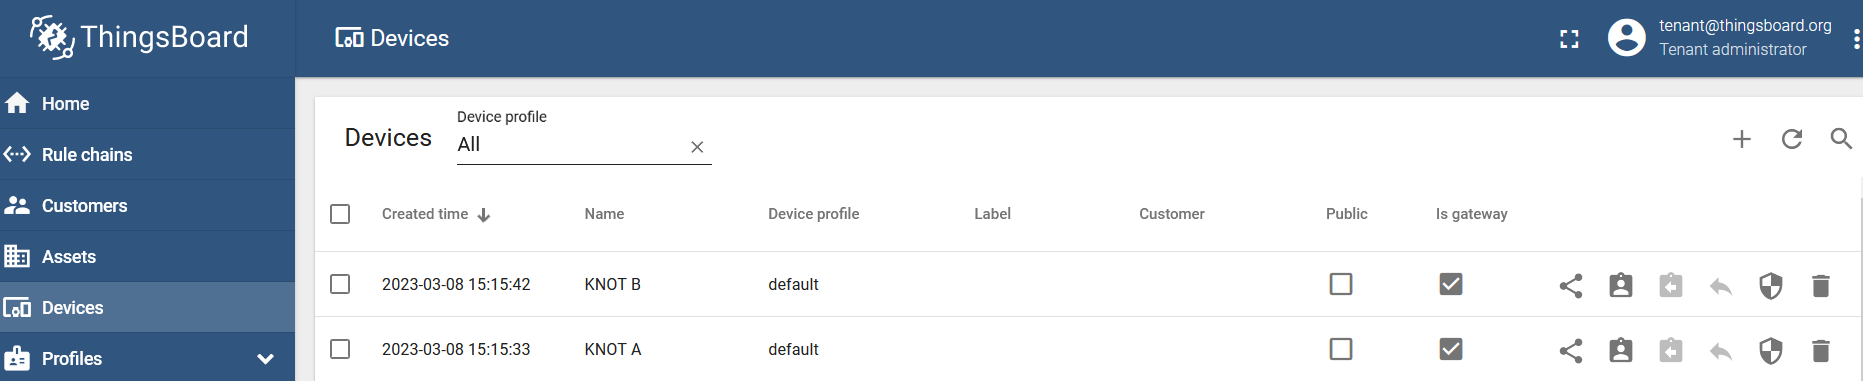 ThingsBoard
Devices
tenant@thingsboard.org
Tenant administrator
Home
Rule chains
Customers
Assets
Devices
Profiles
Devices
Device profile
All
Created time Name Device profile Label Customer Public Is gateway
2023-03-08 15:15:42 KNOT B default
2023-03-08 15:15:33 KNOT A default